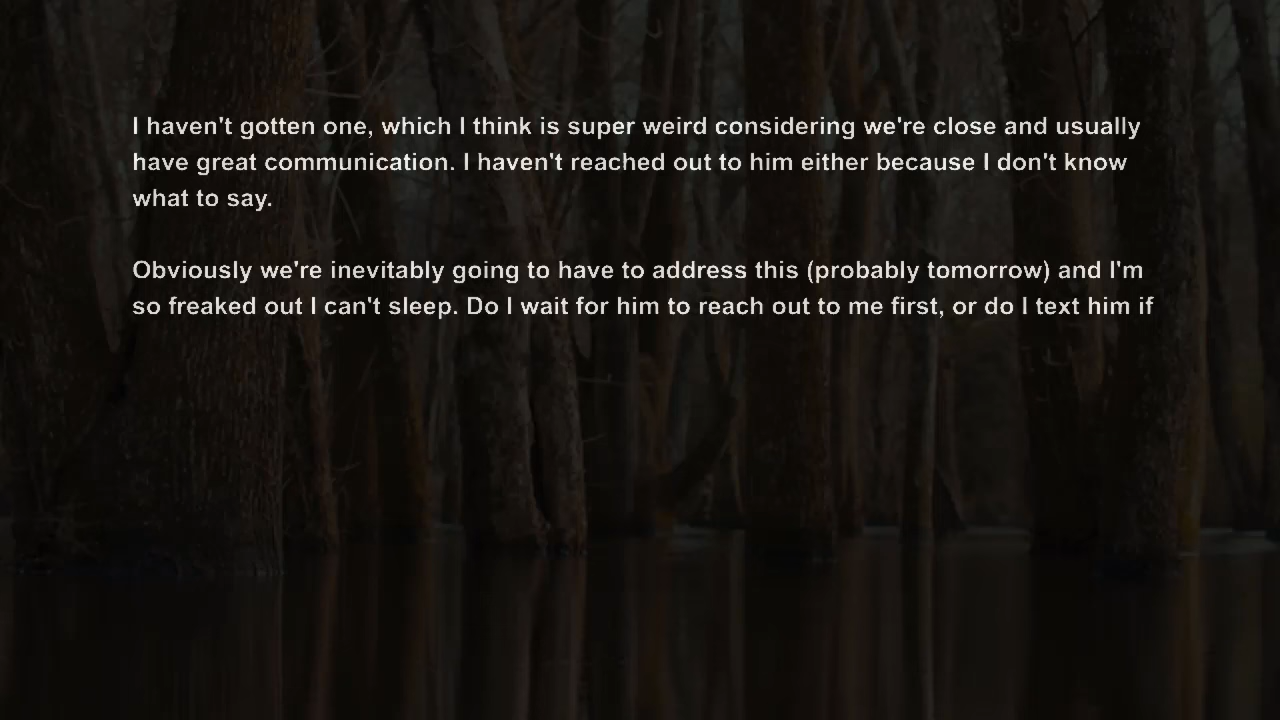 I haven't gotten one, which I think is super weird considering we're close and usually
have great communication. I haven't reached out to him either because I don't know
what to say.
Obviously we're inevitably going to have to address this (probably tomorrow) and I'm
so freaked out I can't sleep. Do I wait for him to reach out to me first, or do I text him if